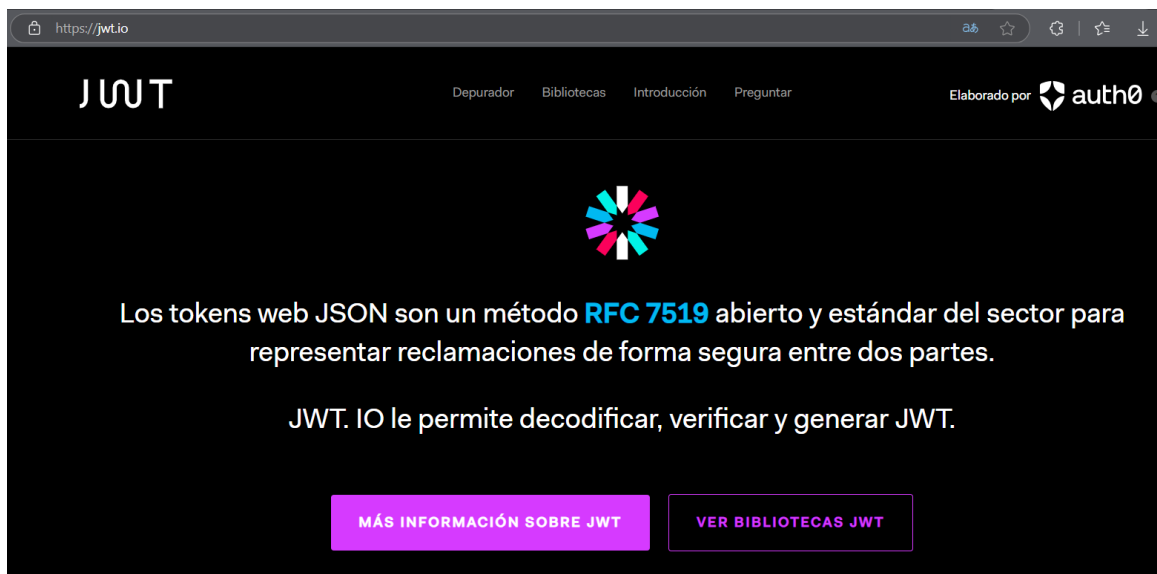 https://jwt.io
JWT
Depurador Bibliotecas Introducción Preguntar
Elaborado por auth0
Los tokens web JSON son un método RFC 7519 abierto y estándar del sector para
representar reclamaciones de forma segura entre dos partes.
JWT. IO le permite decodificar, verificar y generar JWT.
MÁS INFORMACIÓN SOBRE JWT
VER BIBLIOTECAS JWT